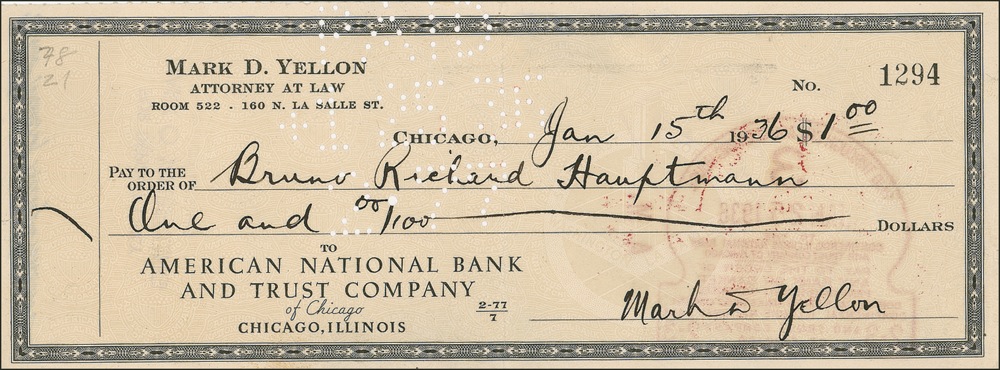 78
21
MARK D. YELLON
ATTORNEY AT LAW
ROOM 522 - 160 N. LA SALLE ST.
No. 1294
CHICAGO, Jan 15th 1936 $1 00
PAY TO THE
ORDER OF Bruno Richard Hauptmann
One and 00/100 DOLLARS
TO
AMERICAN NATIONAL BANK
AND TRUST COMPANY
of Chicago
CHICAGO, ILLINOIS
2-77
7
Mark D Yellon